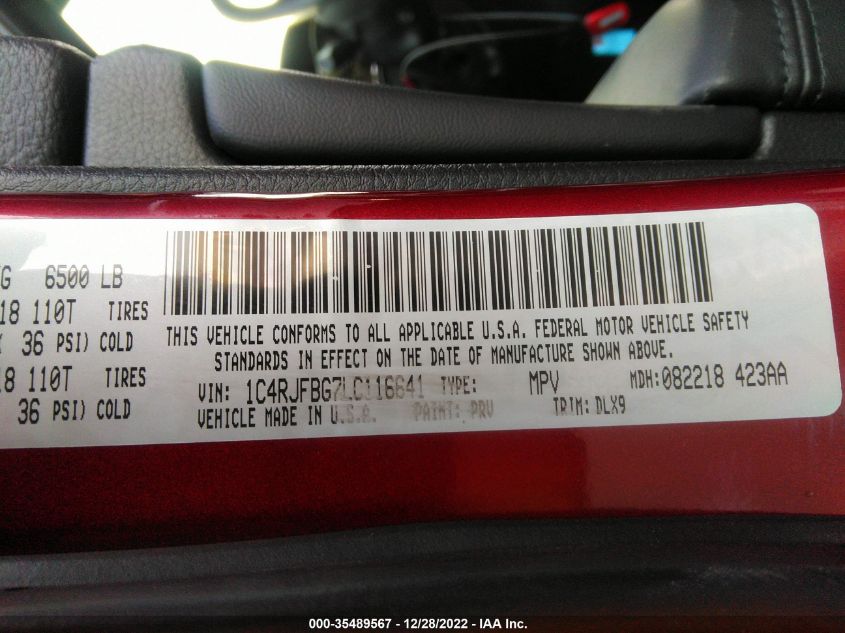 G 6500 LB
18 110T TIRES
36 PSI) COLD
18 110T TIRES
36 PSI) COLD
THIS VEHICLE CONFORMS TO ALL APPLICABLE U.S.A. FEDERAL MOTOR VEHICLE SAFETY
STANDARDS IN EFFECT ON THE DATE OF MANUFACTURE SHOWN ABOVE.
VIN: 1C4RJFBG7LC116641 TYPE: MPV MDH:082218 423AA
VEHICLE MADE IN U.S.A. PAINT: PRV TRIM:DLX9
000-35489567 - 12/28/2022 - IAA Inc.